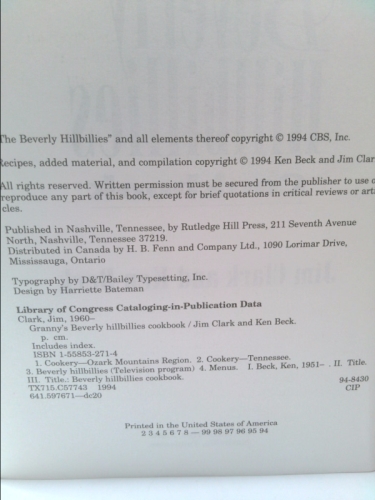 The Beverly Hillbillies" and all elements thereof copyright © 1994 CBS, Inc.
Recipes, added material, and compilation copyright © 1994 Ken Beck and Jim Clar
All rights reserved. Written permission must be secured from the publisher to use o
reproduce any part of this book, except for brief quotations in critical reviews or art
cles.
Published in Nashville, Tennessee, by Rutledge Hill Press, 211 Seventh Avenue
North, Nashville, Tennessee 37219.
Distributed in Canada by H. B. Fenn and Company Ltd., 1090 Lorimar Drive,
Mississauga, Ontario
Typography by D&T/Bailey Typesetting, Inc.
Design by Harriette Bateman
Library of Congress Cataloging-in-Publication Data
Clark, Jim, 1960–
Granny's Beverly hillbillies cookbook / Jim Clark and Ken Beck.
p. cm.
Includes index.
ISBN 1-55853-271-4
1. Cookery—Ozark Mountains Region. 2. Cookery—Tennessee.
3. Beverly hillbillies (Television program) 4. Menus. I. Beck, Ken, 1951– . II. Title.
III. Title.: Beverly hillbillies cookbook.
TX715.C57743 1994 94-8430
641.597671—dc20 CIP
Printed in the United States of America
2 3 4 5 6 7 8 — 99 98 97 96 95 94